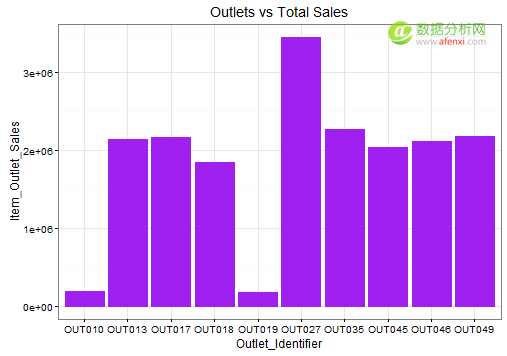 Outlets vs Total Sales
数据分析网
www.afenxi.com
Item_Outlet_Sales
3e+06
2e+06
1e+06
0e+00
OUT010 OUT013 OUT017 OUT018 OUT019 OUT027 OUT035 OUT045 OUT046 OUT049
Outlet_Identifier